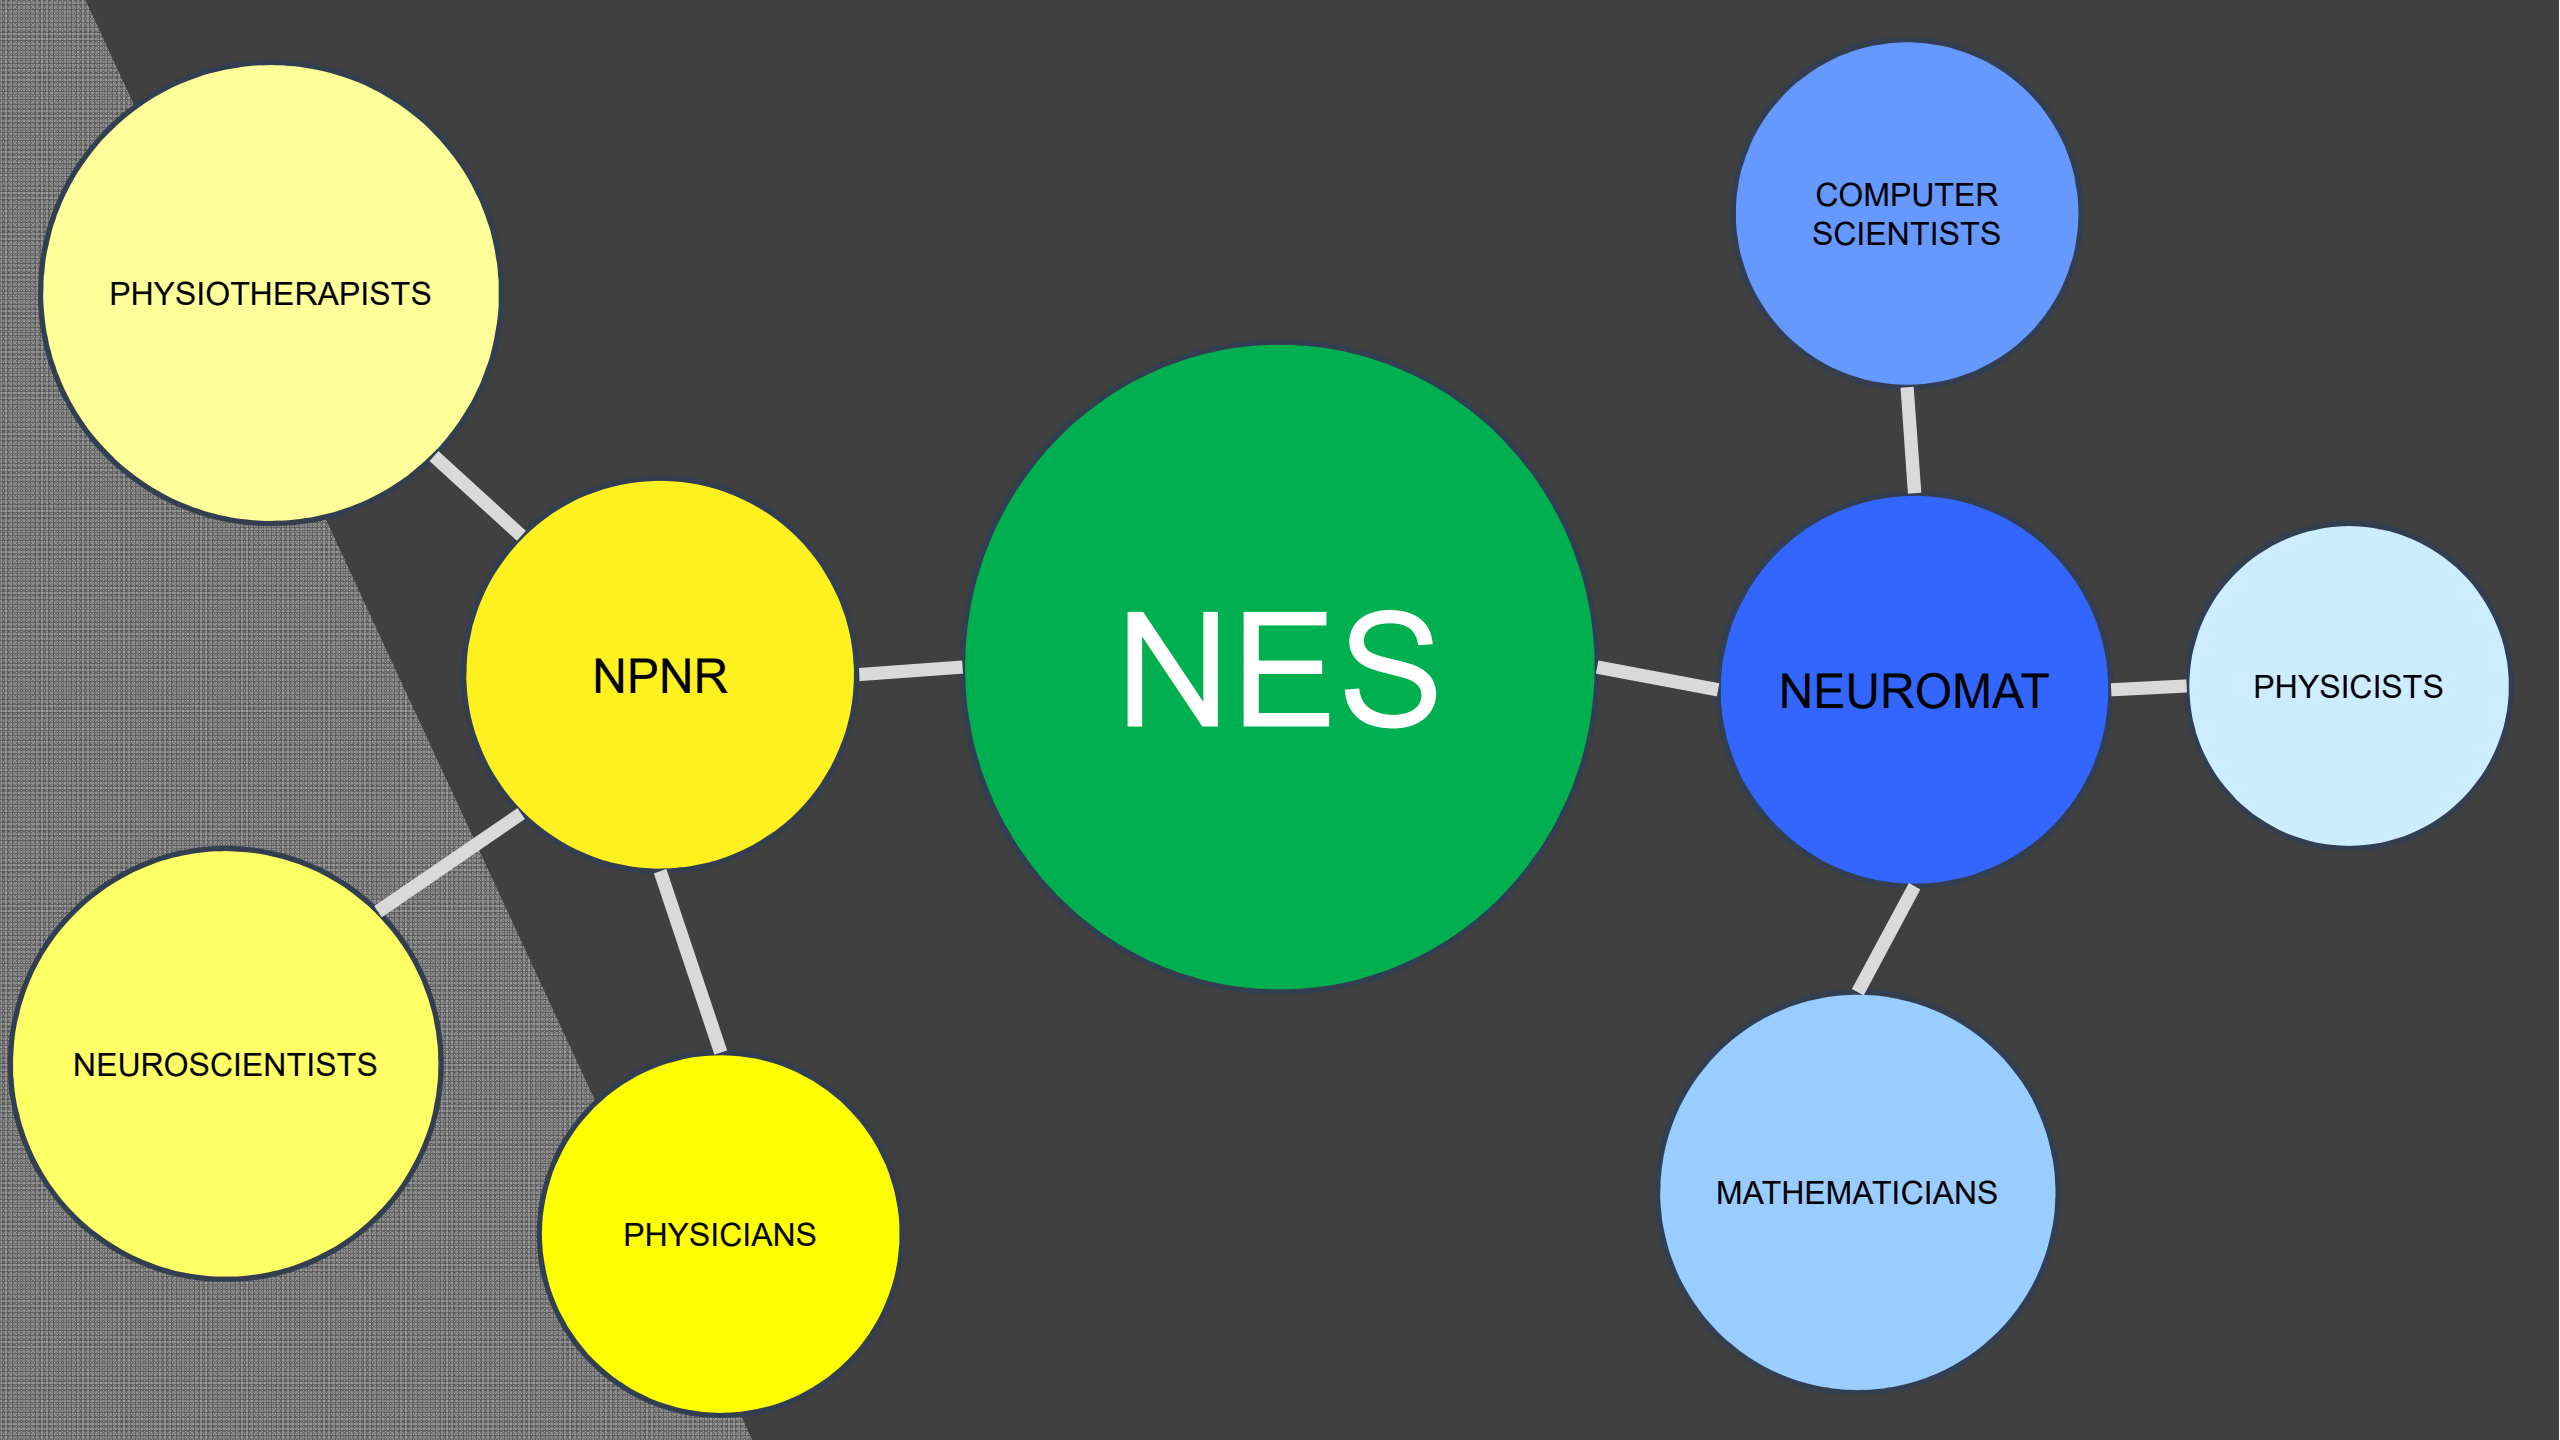 PHYSIOTHERAPISTS
NPNR
NEUROSCIENTISTS
PHYSICIANS
NES
COMPUTER
SCIENTISTS
NEUROMAT
PHYSICISTS
MATHEMATICIANS